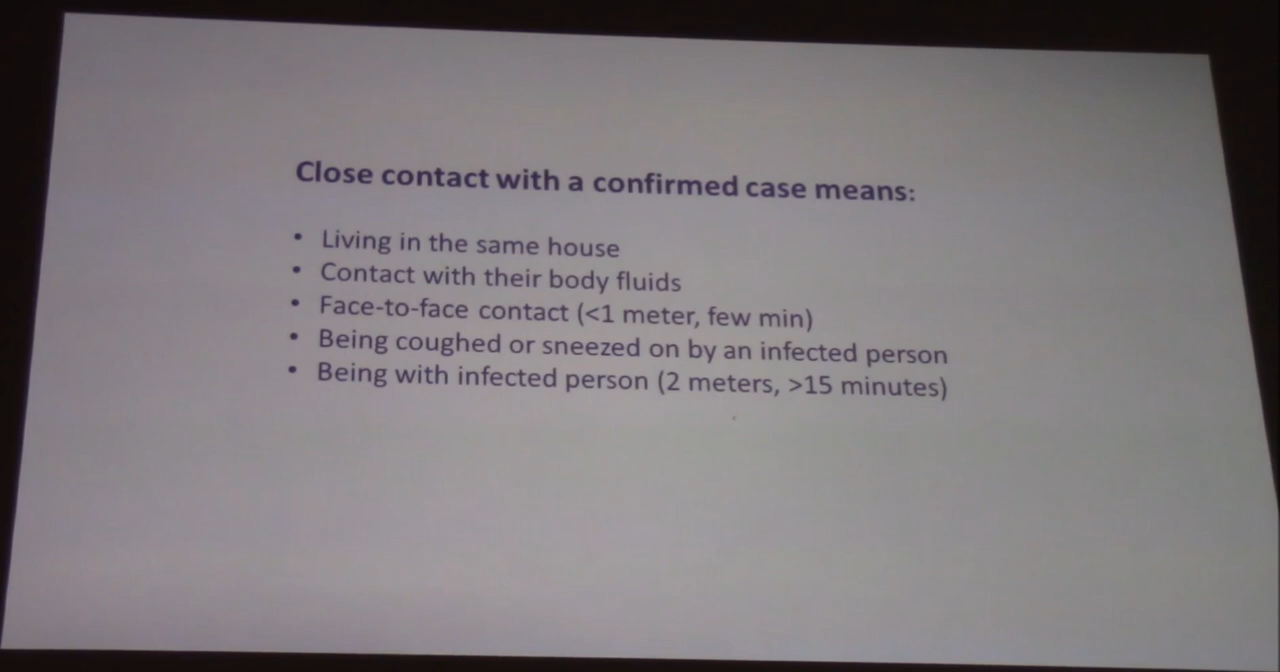 Close contact with a confirmed case means:
• Living in the same house
• Contact with their body fluids
• Face-to-face contact (<1 meter, few min)
• Being coughed or sneezed on by an infected person
• Being with infected person (2 meters, >15 minutes)